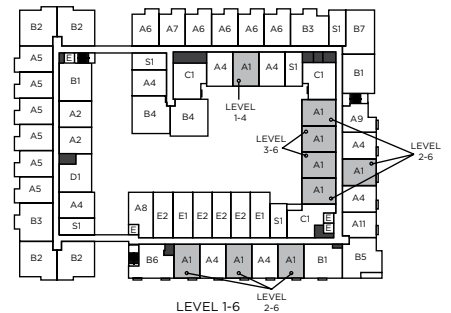 B2 B2 A6 A7 A6 A6 A6 A6 B3 S1 B7
A5 E S1 C1 A4 A1 A4 S1 C1 B1
A5 B1 A4
LEVEL
1-4
A5 A2 B4 B4 A1 A9
LEVEL
3-6
A1 A4
LEVEL
2-6
A5 A2 A1 A1
A5 D1 A1 A4
A5
B3 A4 A8 E2 E1 E2 E2 E2 E1 S1 C1 E A11
S1 E E
B2 B2 B6 A1 A4 A1 A4 A1 B1 B5
LEVEL 1-6
LEVEL
2-6